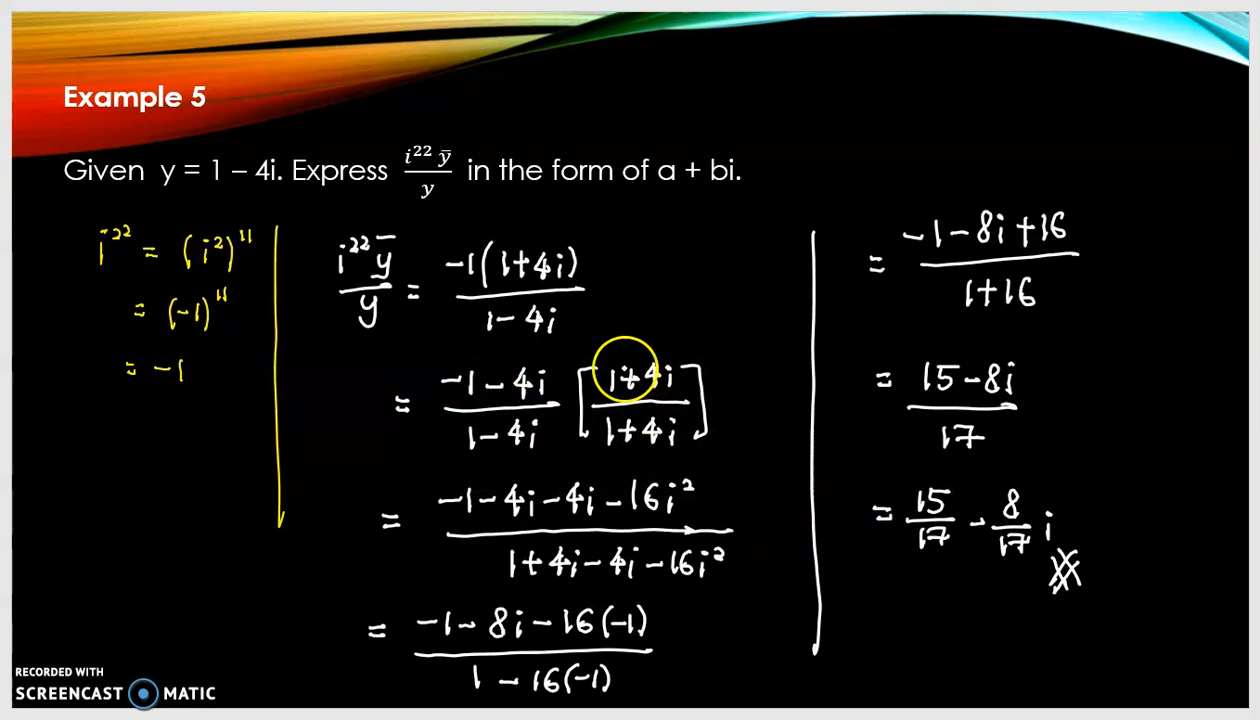 Example 5
Given y = 1 – 4i. Express i²² ȳ / y in the form of a + bi.
i²² = (i²)¹¹
= (-1)¹¹
= -1
i²² ȳ / y = -1(1+4i) / 1-4i
= -1-4i / 1-4i [1+4i / 1+4i]
= -1-4i-4i-16i² / 1+4i-4i-16i²
= -1-8i-16(-1) / 1-16(-1)
= -1-8i+16 / 1+16
= 15-8i / 17
= 15/17 - 8/17 i
RECORDED WITH
SCREENCAST MATIC